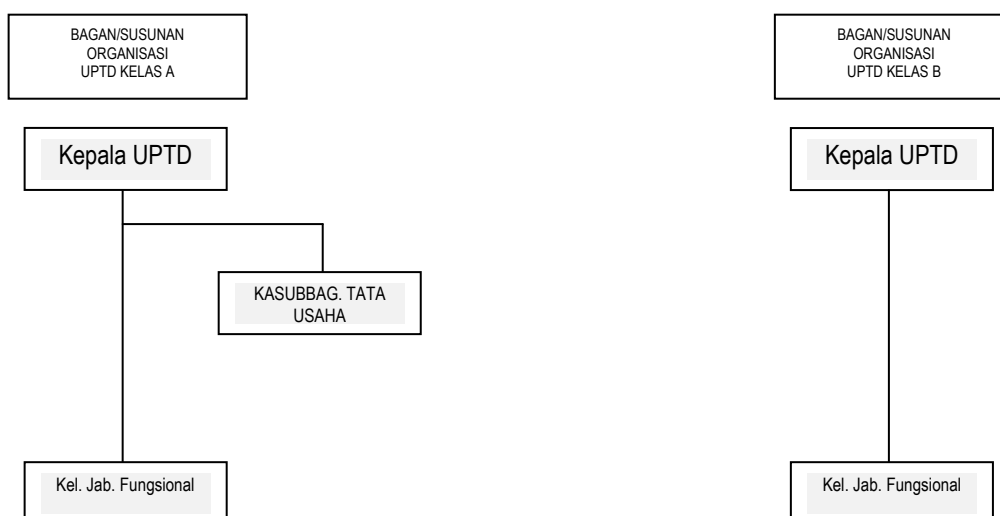 BAGAN/SUSUNAN
ORGANISASI
UPTD KELAS A
Kepala UPTD
KASUBBAG. TATA
USAHA
Kel. Jab. Fungsional
BAGAN/SUSUNAN
ORGANISASI
UPTD KELAS B
Kepala UPTD
Kel. Jab. Fungsional